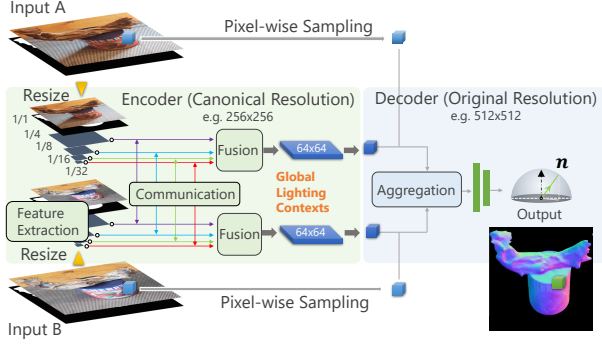 Input A
Pixel-wise Sampling
Resize
Encoder (Canonical Resolution)
e.g. 256x256
Decoder (Original Resolution)
e.g. 512x512
1/1
1/4
1/8
1/16
1/32
Fusion
64x64
Global
Lighting
Contexts
Communication
Aggregation
n
Output
Feature
Extraction
Fusion
64x64
Resize
Pixel-wise Sampling
Input B